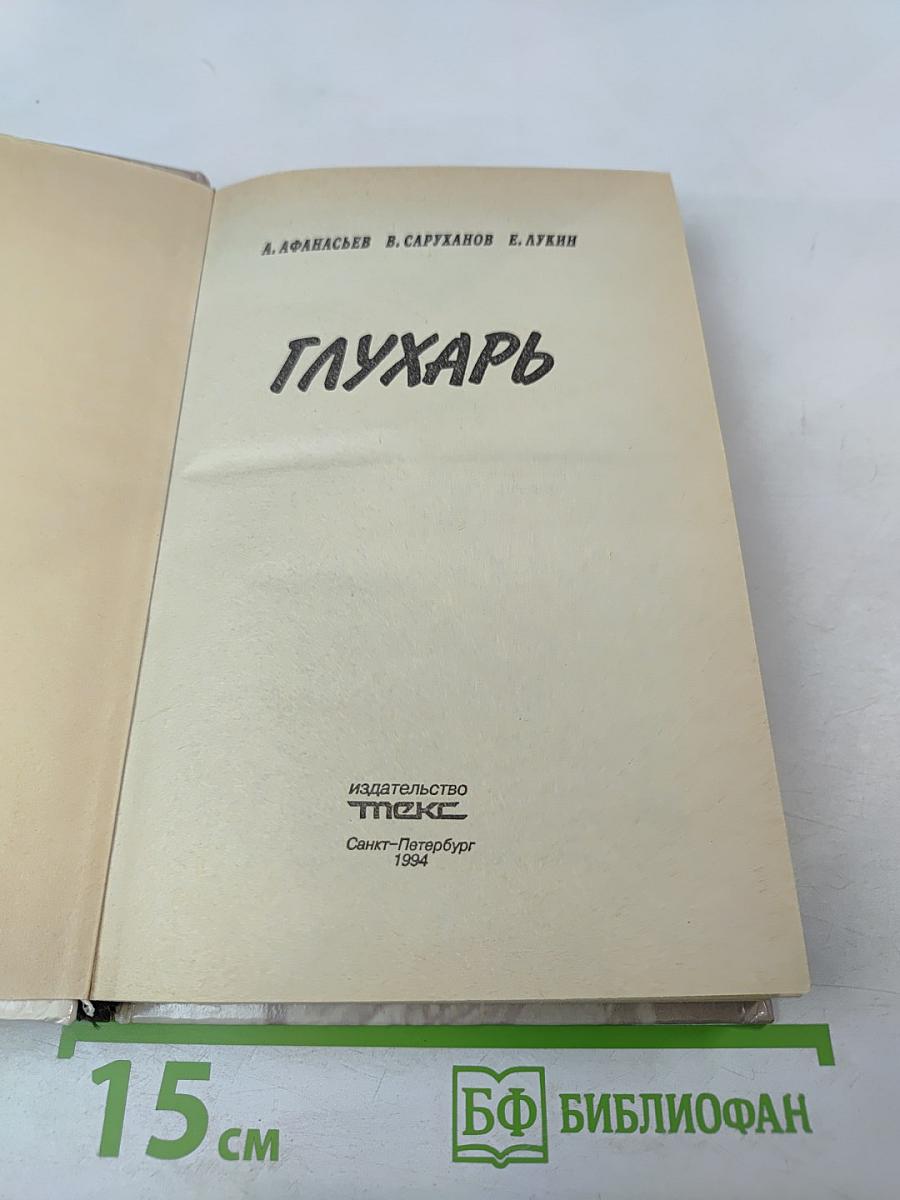 А. АФАНАСЬЕВ В. САРУХАНОВ Е. ЛУКИН
ГЛУХАРЬ
издательство
ТЕКС
Санкт-Петербург
1994
15 см
БФ БИБЛИОФАН